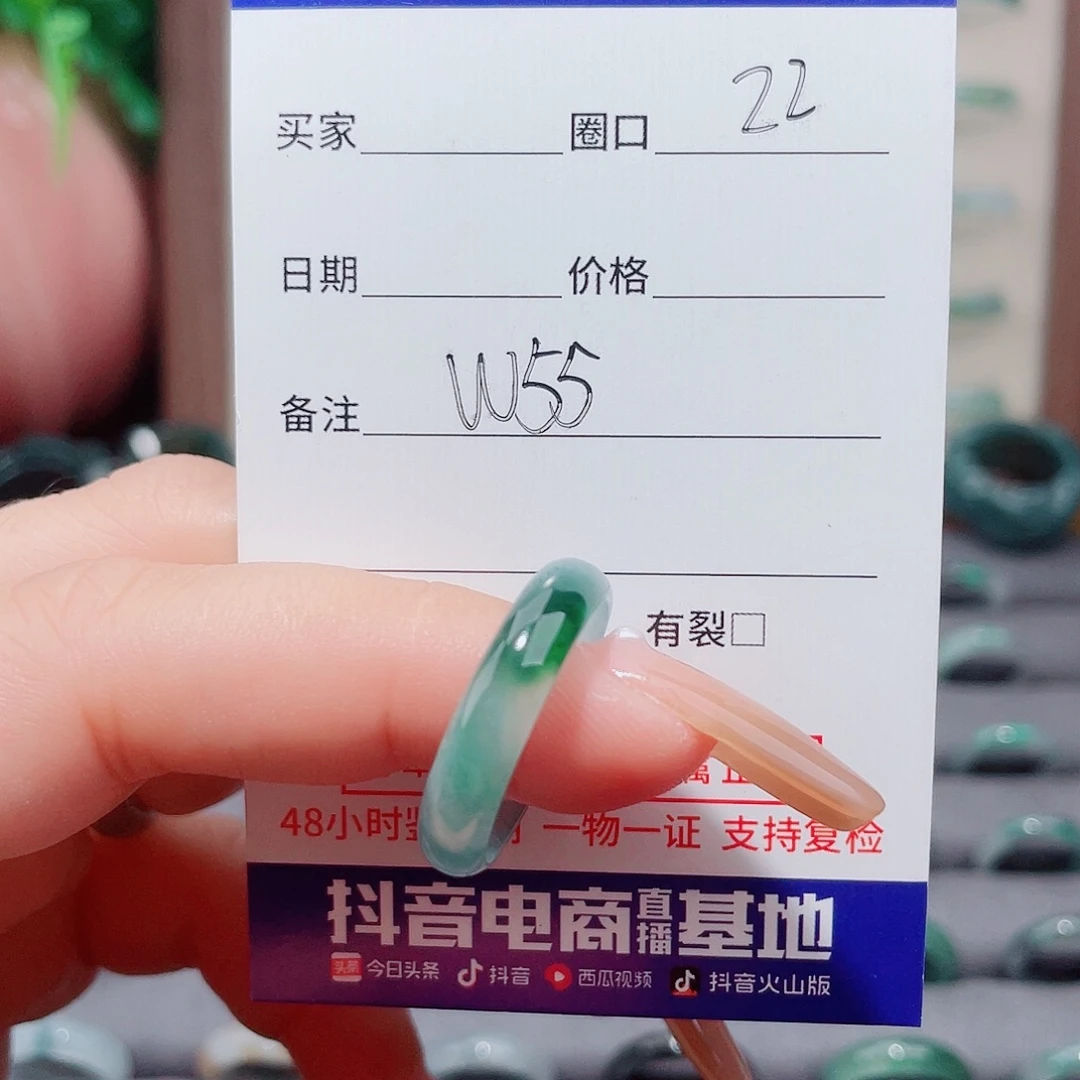 买家 圈口 22
日期 价格
备注 W55
有裂□
48小时 一物一证 支持复检
抖音电商直播基地
头条 今日头条 抖音 西瓜视频 抖音火山版